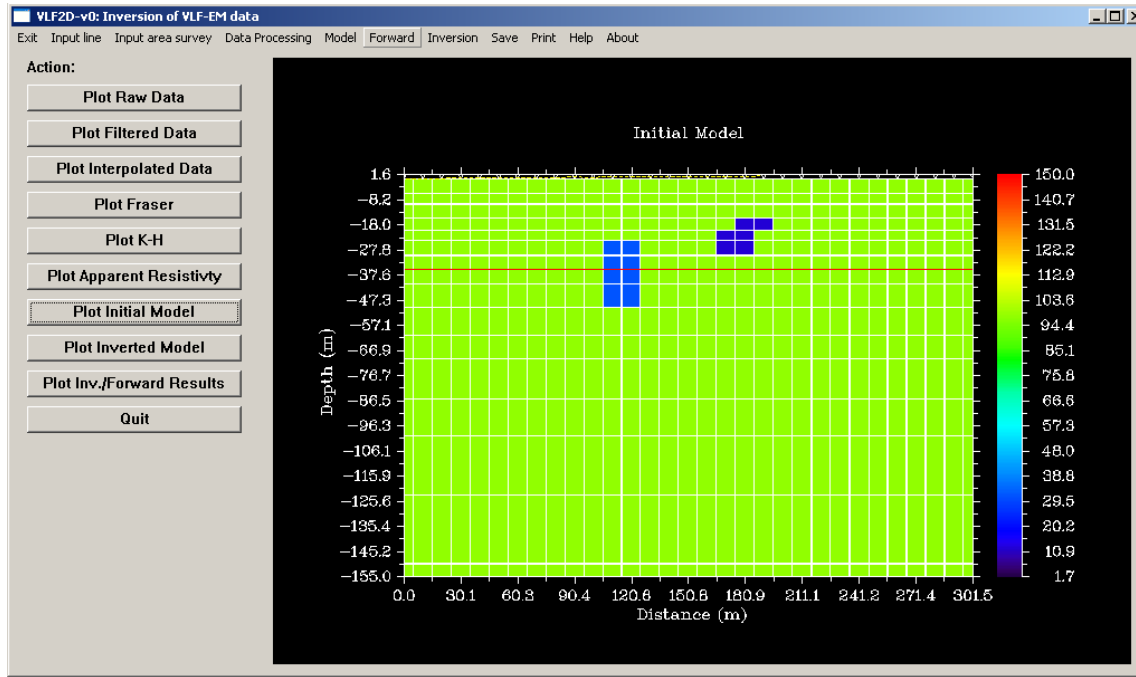 VLF2D-v0: Inversion of VLF-EM data
Exit Input line Input area survey Data Processing Model Forward Inversion Save Print Help About
Action:
Plot Raw Data
Plot Filtered Data
Plot Interpolated Data
Plot Fraser
Plot K-H
Plot Apparent Resistivty
Plot Initial Model
Plot Inverted Model
Plot Inv./Forward Results
Quit
Initial Model
Depth (m)
1.6
-8.2
-18.0
-27.8
-37.6
-47.3
-57.1
-66.9
-76.7
-86.5
-96.3
-106.1
-115.9
-125.6
-135.4
-145.2
-155.0
0.0 30.1 60.3 90.4 120.6 150.8 180.9 211.1 241.2 271.4 301.5
Distance (m)
150.0
140.7
131.5
122.2
112.9
103.6
94.4
85.1
75.8
66.6
57.3
48.0
38.8
29.5
20.2
10.9
1.7